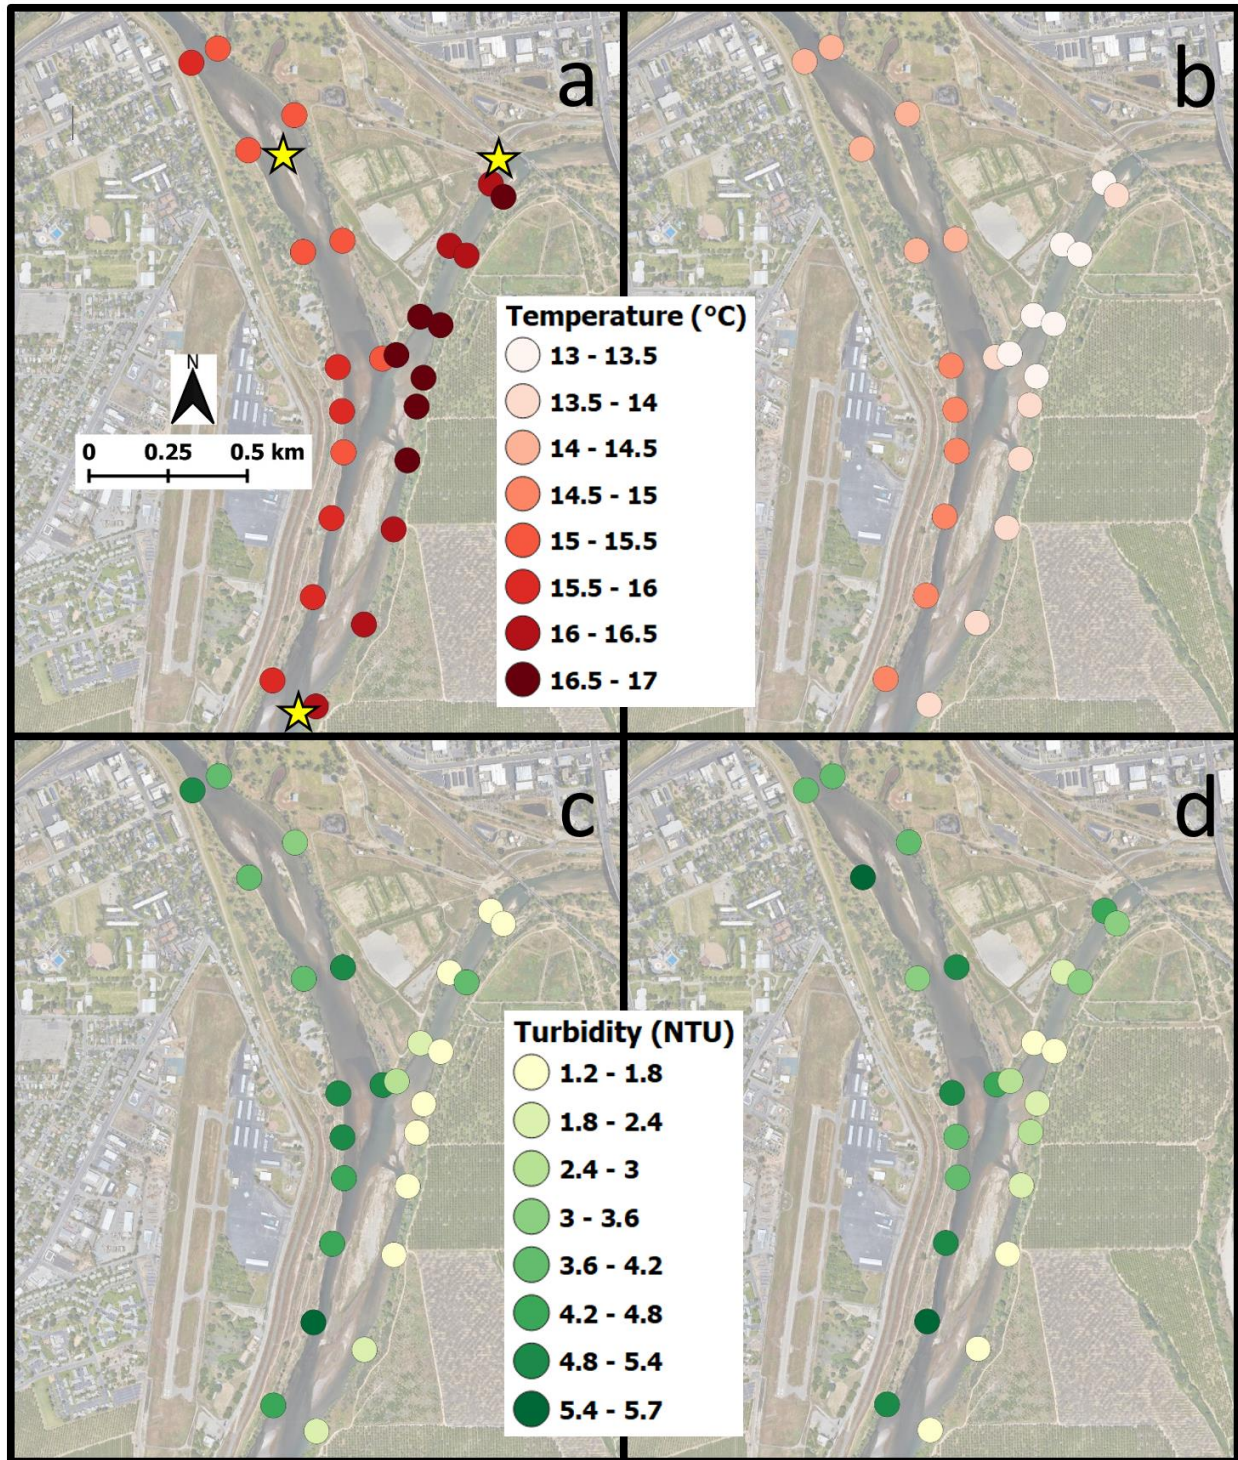 a
b
Temperature (°C)
13 - 13.5
13.5 - 14
14 - 14.5
14.5 - 15
15 - 15.5
15.5 - 16
16 - 16.5
16.5 - 17
N
0 0.25 0.5 km
c
d
Turbidity (NTU)
1.2 - 1.8
1.8 - 2.4
2.4 - 3
3 - 3.6
3.6 - 4.2
4.2 - 4.8
4.8 - 5.4
5.4 - 5.7